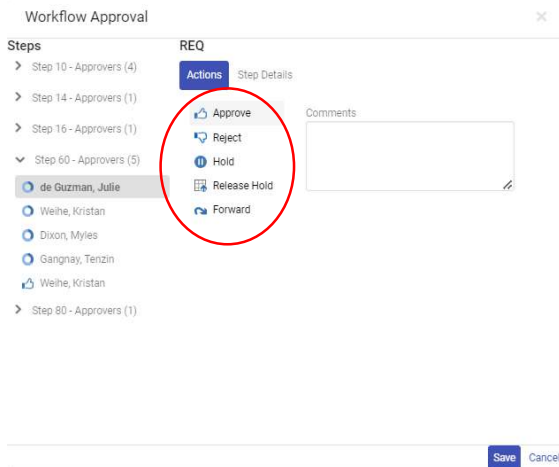 Workflow Approval
Steps
Step 10 - Approvers (4)
Step 14 - Approvers (1)
Step 16 - Approvers (1)
Step 60 - Approvers (5)
de Guzman, Julie
Weihe, Kristan
Dixon, Myles
Gangnay, Tenzin
Weihe, Kristan
Step 80 - Approvers (1)
REQ
Actions Step Details
Approve
Reject
Hold
Release Hold
Forward
Comments
Save Cancel